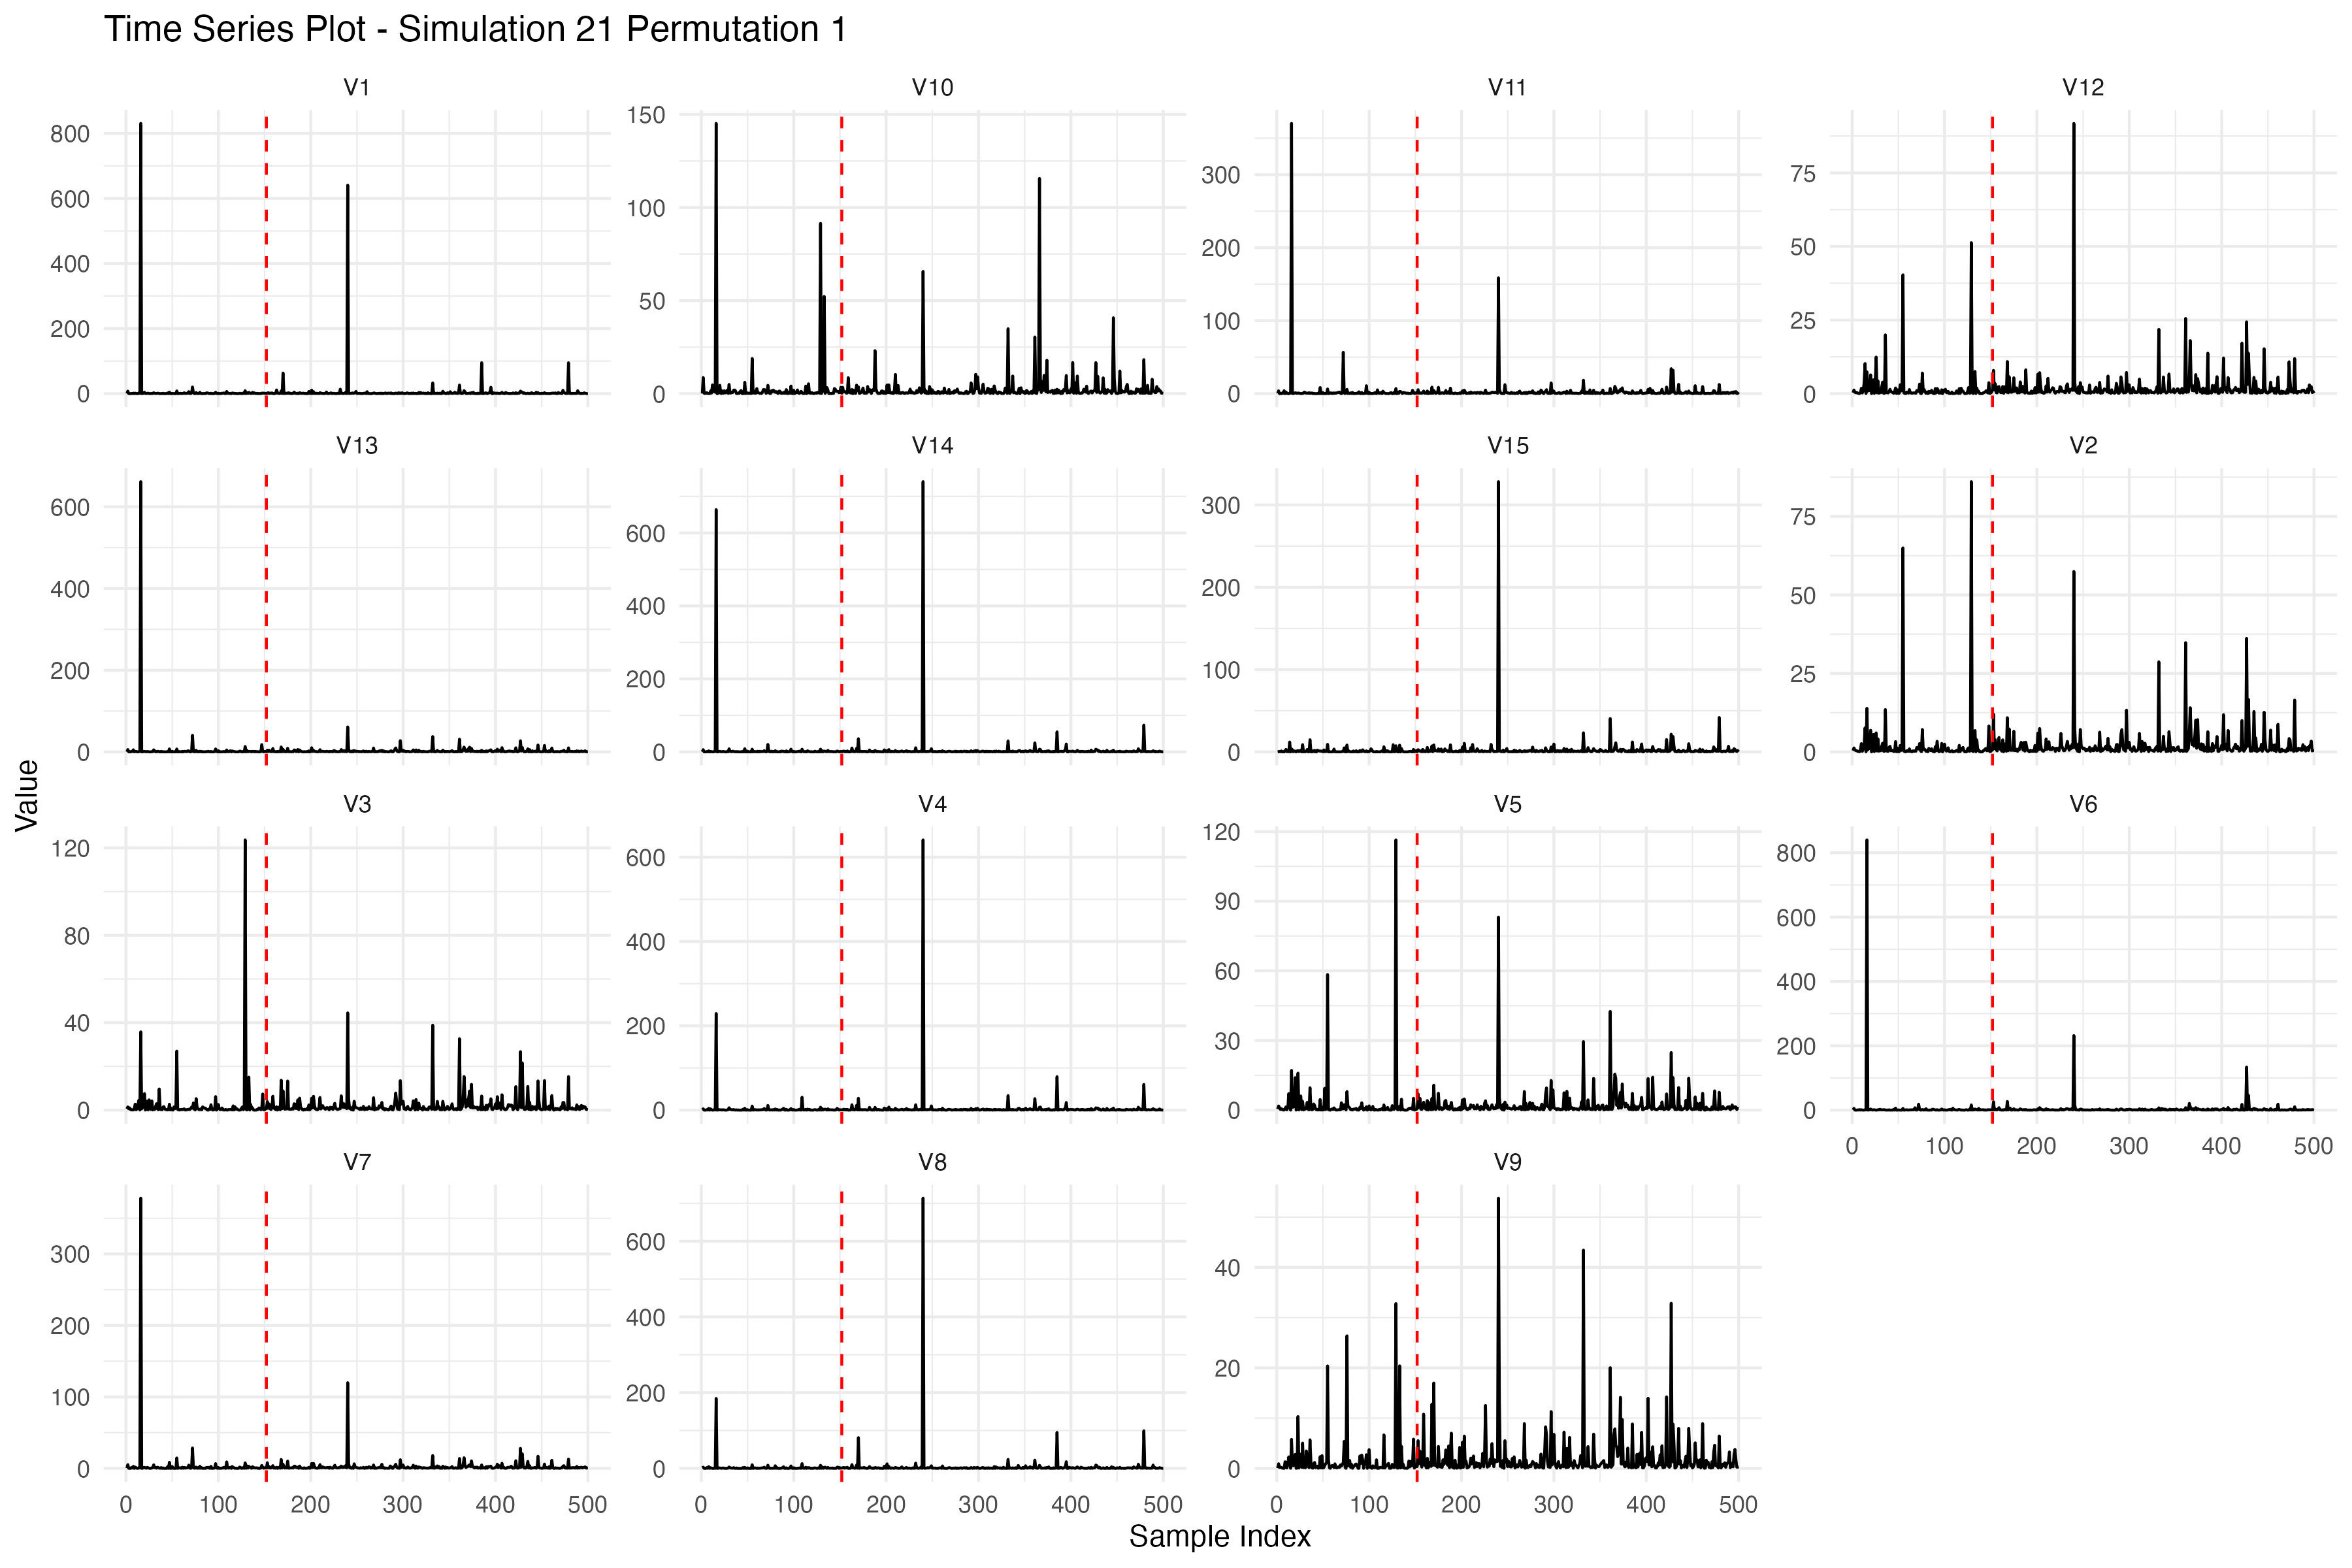 Time Series Plot - Simulation 21 Permutation 1
V1
V10
V11
V12
800
600
400
200
0
150
100
50
0
300
200
100
0
75
50
25
0
V13
V14
V15
V2
600
400
200
0
600
400
200
0
300
200
100
0
75
50
25
0
Value
V3
V4
V5
V6
120
80
40
0
600
400
200
0
120
90
60
30
0
800
600
400
200
0
0 100 200 300 400 500
V7
V8
V9
300
200
100
0
600
400
200
0
40
20
0
0 100 200 300 400 500
0 100 200 300 400 500
0 100 200 300 400 500
Sample Index